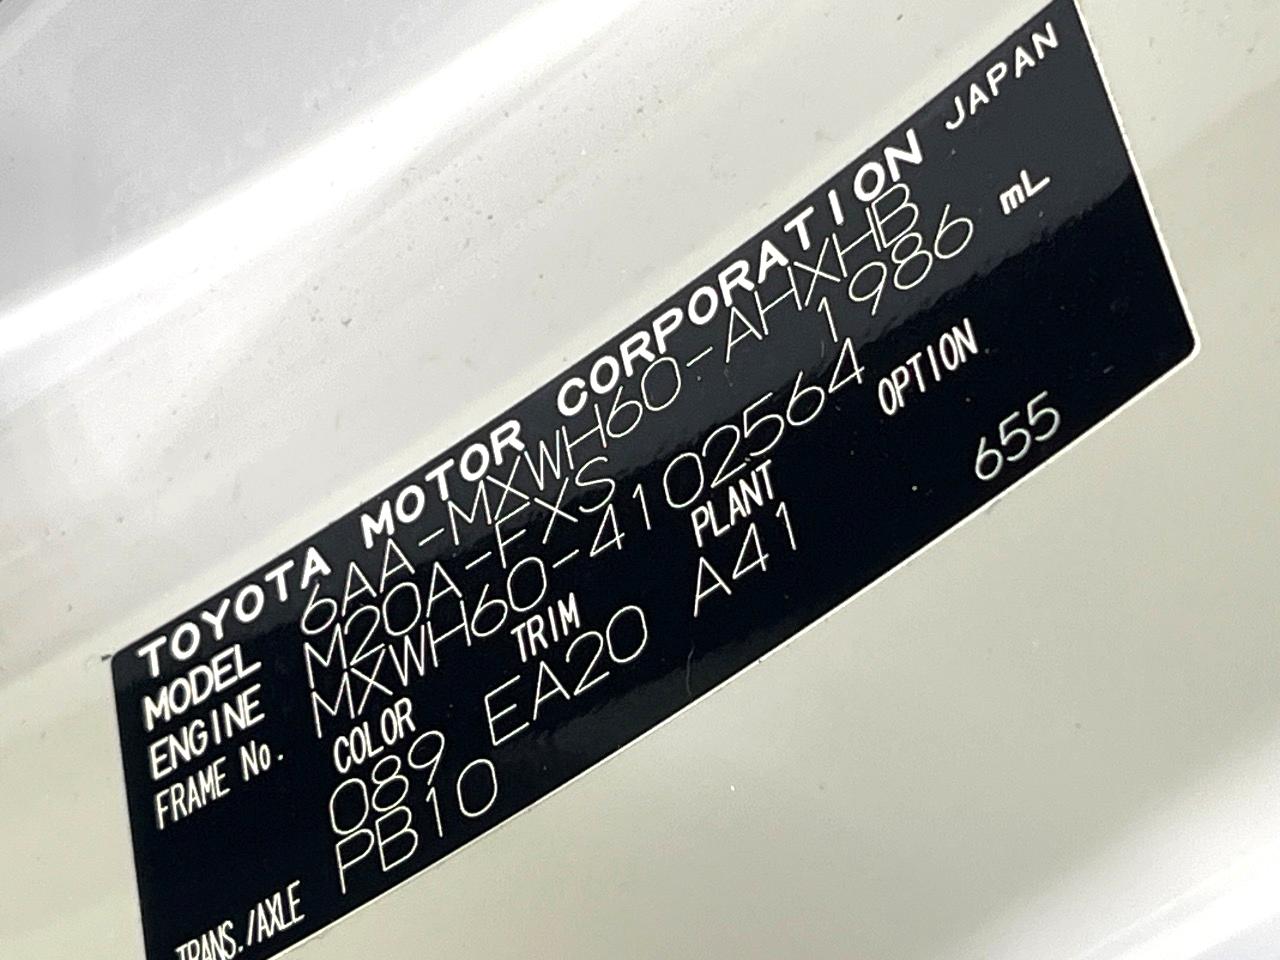 TOYOTA MOTOR CORPORATION JAPAN
MODEL 6AA-MXWH60-AHXHB
ENGINE M20A-FXS 1986 mL
FRAME No. MXWH60-4102564
COLOR TRIM PLANT OPTION
089 EA20 A41 655
PB10
TRANS./AXLE